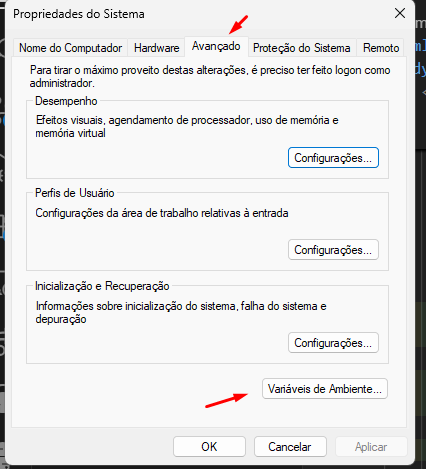 Propriedades do Sistema
Nome do Computador Hardware Avançado Proteção do Sistema Remoto
Para tirar o máximo proveito destas alterações, é preciso ter feito logon como
administrador.
Desempenho
Efeitos visuais, agendamento de processador, uso de memória e
memória virtual
Configurações...
Perfis de Usuário
Configurações da área de trabalho relativas à entrada
Configurações...
Inicialização e Recuperação
Informações sobre inicialização do sistema, falha do sistema e
depuração
Configurações...
Variáveis de Ambiente...
OK Cancelar Aplicar